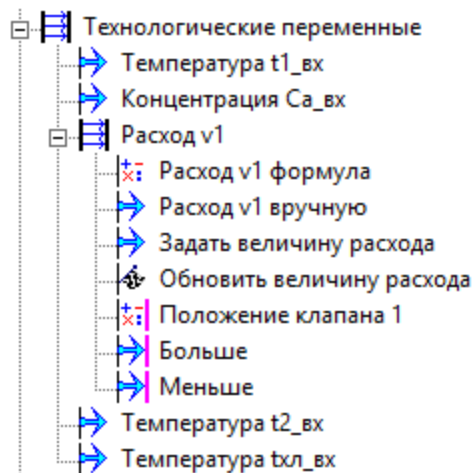 Технологические переменные
Температура t1_вх
Концентрация Ca_вх
Расход v1
Расход v1 формула
Расход v1 вручную
Задать величину расхода
Обновить величину расхода
Положение клапана 1
Больше
Меньше
Температура t2_вх
Температура tхл_вх